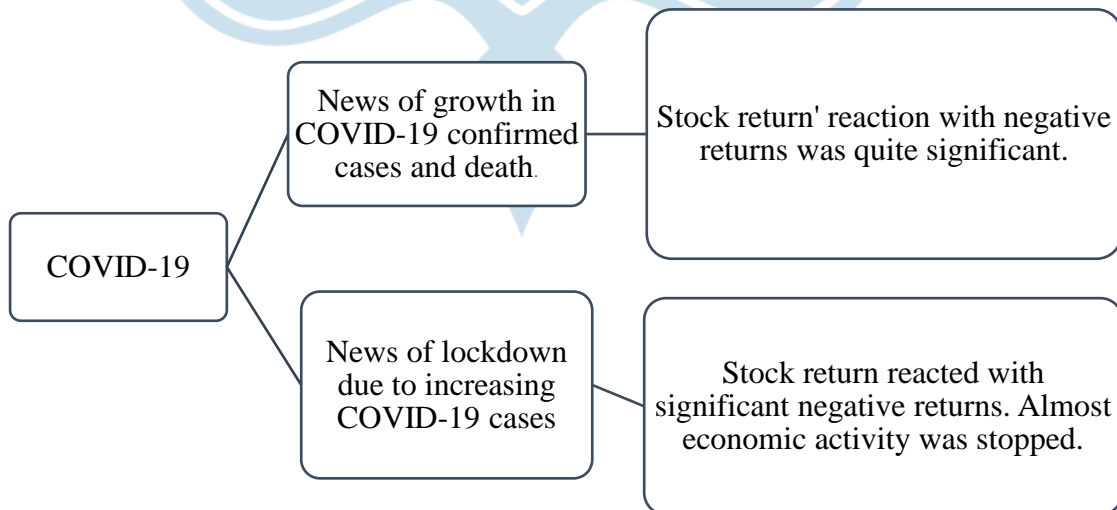 COVID-19
News of growth in
COVID-19 confirmed
cases and death.
Stock return' reaction with negative
returns was quite significant.
News of lockdown
due to increasing
COVID-19 cases
Stock return reacted with
significant negative returns. Almost
economic activity was stopped.